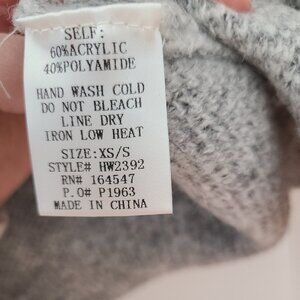 SELF:
60%ACRYLIC
40%POLYAMIDE
HAND WASH COLD
DO NOT BLEACH
LINE DRY
IRON LOW HEAT
SIZE:XS/S
STYLE# HW2392
RN# 164547
P.O# P1963
MADE IN CHINA